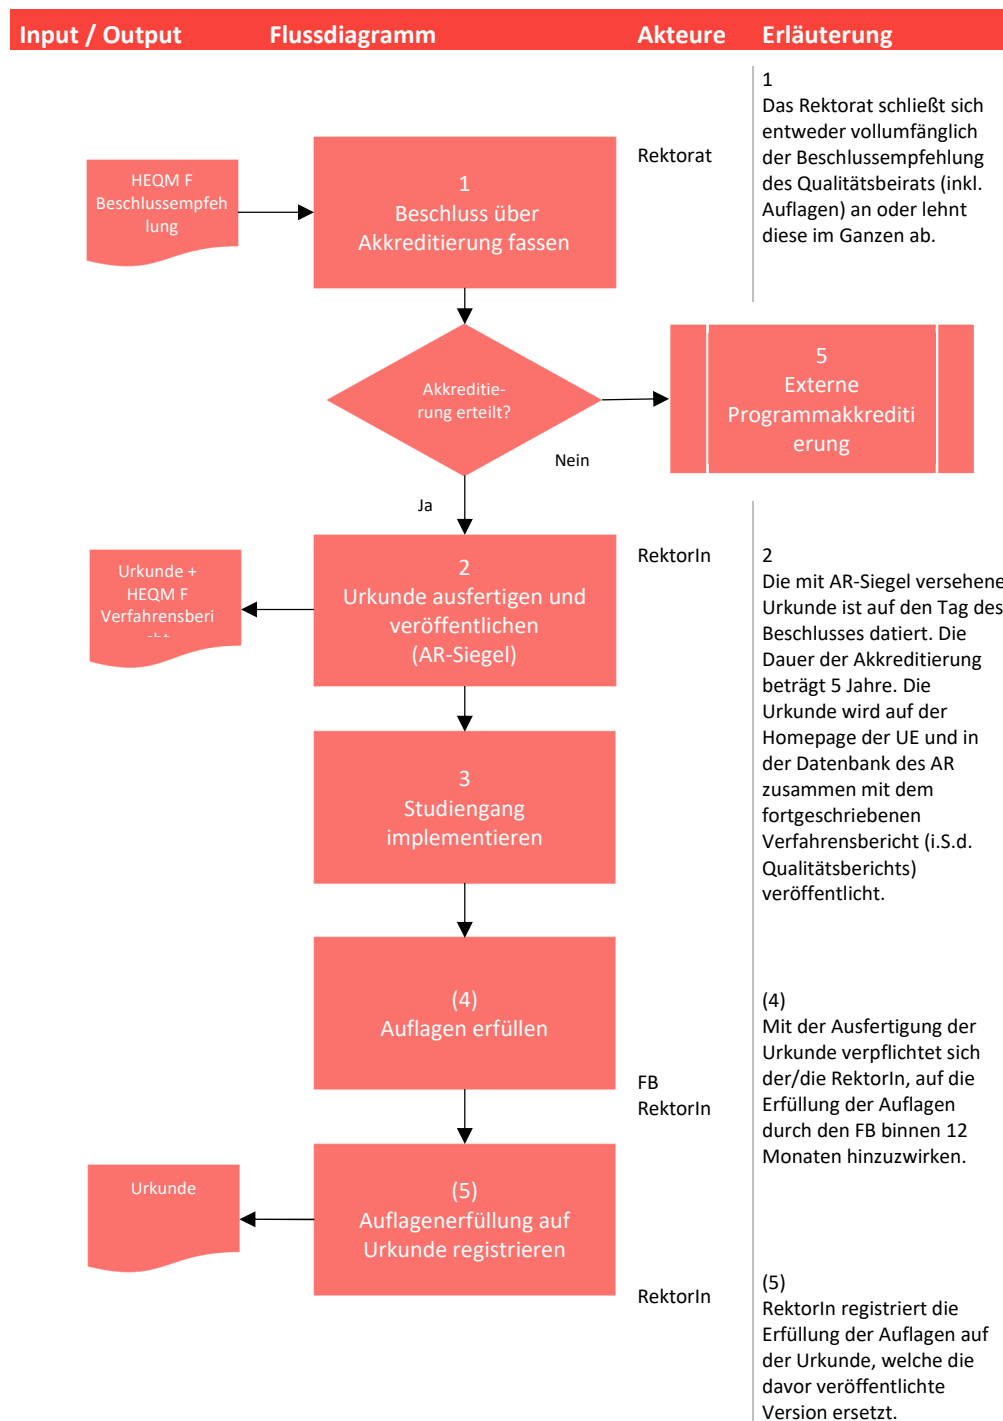 Input / Output Flussdiagramm Akteure Erläuterung
HEQM F
Beschlussempfeh
lung
1
Beschluss über
Akkreditierung fassen
Rektorat
1
Das Rektorat schließt sich
entweder vollumfänglich
der Beschlussempfehlung
des Qualitätsbeirats (inkl.
Auflagen) an oder lehnt
diese im Ganzen ab.
Akkreditie-
rung erteilt?
Nein
Ja
5
Externe
Programmakkrediti
erung
Urkunde +
HEQM F
Verfahrensberi
cht
2
Urkunde ausfertigen und
veröffentlichen
(AR-Siegel)
RektorIn
2
Die mit AR-Siegel versehene
Urkunde ist auf den Tag des
Beschlusses datiert. Die
Dauer der Akkreditierung
beträgt 5 Jahre. Die
Urkunde wird auf der
Homepage der UE und in
der Datenbank des AR
zusammen mit dem
fortgeschriebenen
Verfahrensbericht (i.S.d.
Qualitätsberichts)
veröffentlicht.
3
Studiengang
implementieren
(4)
Auflagen erfüllen
FB
RektorIn
(4)
Mit der Ausfertigung der
Urkunde verpflichtet sich
der/die RektorIn, auf die
Erfüllung der Auflagen
durch den FB binnen 12
Monaten hinzuwirken.
Urkunde
(5)
Auflagenerfüllung auf
Urkunde registrieren
RektorIn
(5)
RektorIn registriert die
Erfüllung der Auflagen auf
der Urkunde, welche die
davor veröffentlichte
Version ersetzt.